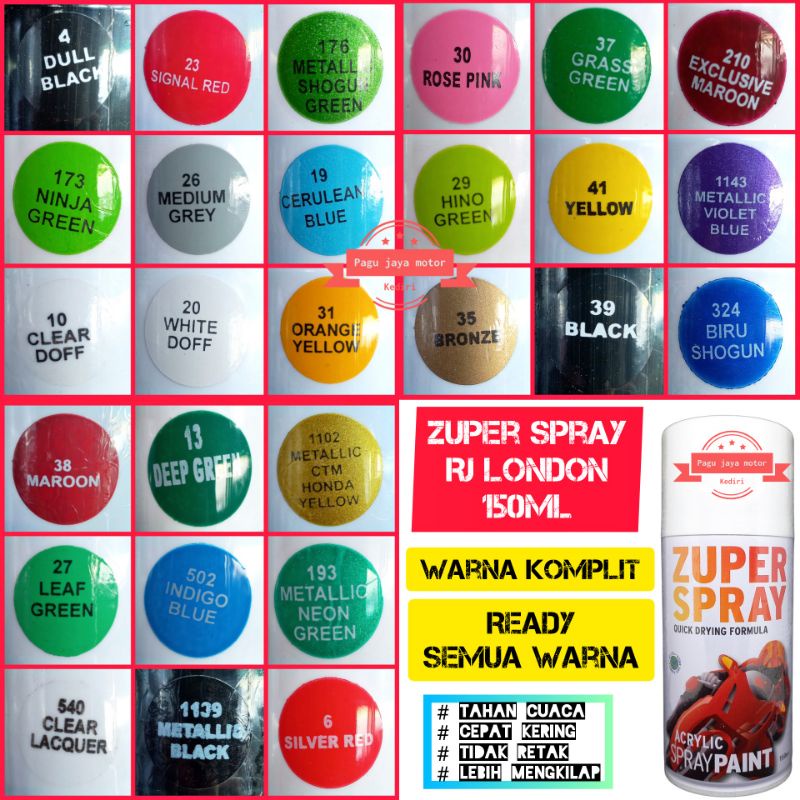 4
DULL
BLACK
23
SIGNAL RED
176
METALLIC
SHOGUN
GREEN
30
ROSE PINK
37
GRASS
GREEN
210
EXCLUSIVE
MAROON
173
NINJA
GREEN
26
MEDIUM
GREY
19
CERULEAN
BLUE
29
HINO
GREEN
41
YELLOW
1143
METALLIC
VIOLET
BLUE
Pagu jaya motor
Kediri
10
CLEAR
DOFF
20
WHITE
DOFF
31
ORANGE
YELLOW
35
BRONZE
39
BLACK
324
BIRU
SHOGUN
38
MAROON
13
DEEP GREEN
1102
METALLIC
CTM
HONDA
YELLOW
ZUPER SPRAY
RJ LONDON
150ML
Pagu jaya motor
Kediri
27
LEAF
GREEN
502
INDIGO
BLUE
193
METALLIC
NEON
GREEN
WARNA KOMPLIT
READY
SEMUA WARNA
ZUPER
SPRAY
QUICK DRYING FORMULA
540
CLEAR
LACQUER
1139
METALLIC
BLACK
6
SILVER RED
# TAHAN CUACA
# CEPAT KERING
# TIDAK RETAK
# LEBIH MENGKILAP
ACRYLIC
SPRAYPAINT